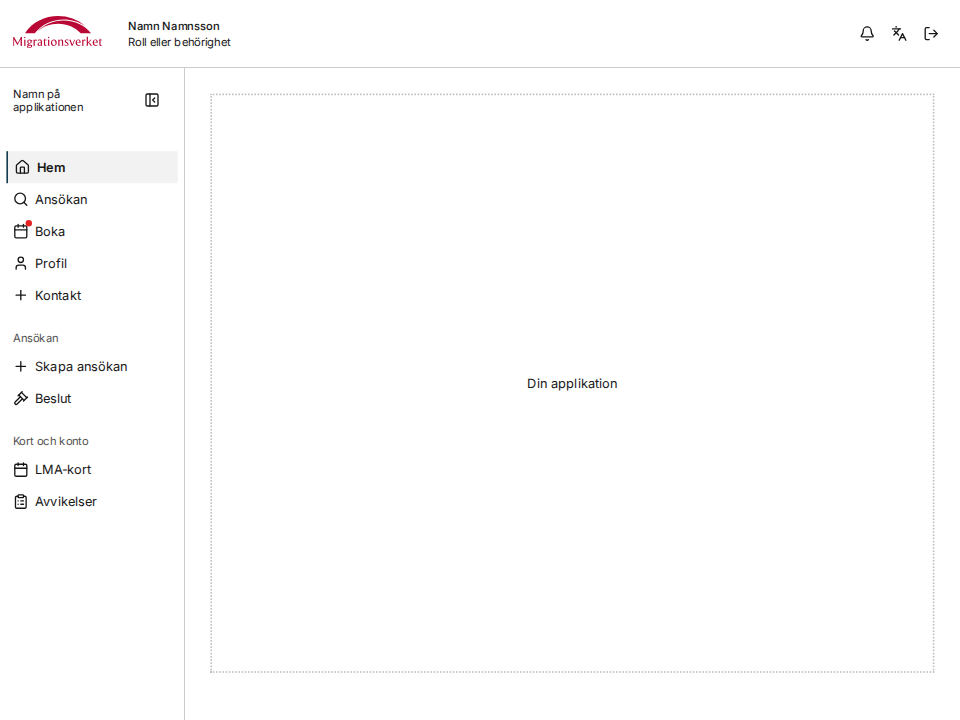 Migrationsverket
Namn Namnsson
Roll eller behörighet
Namn på
applikationen
Hem
Ansökan
Boka
Profil
Kontakt
Ansökan
Skapa ansökan
Beslut
Kort och konto
LMA-kort
Avvikelser
Din applikation